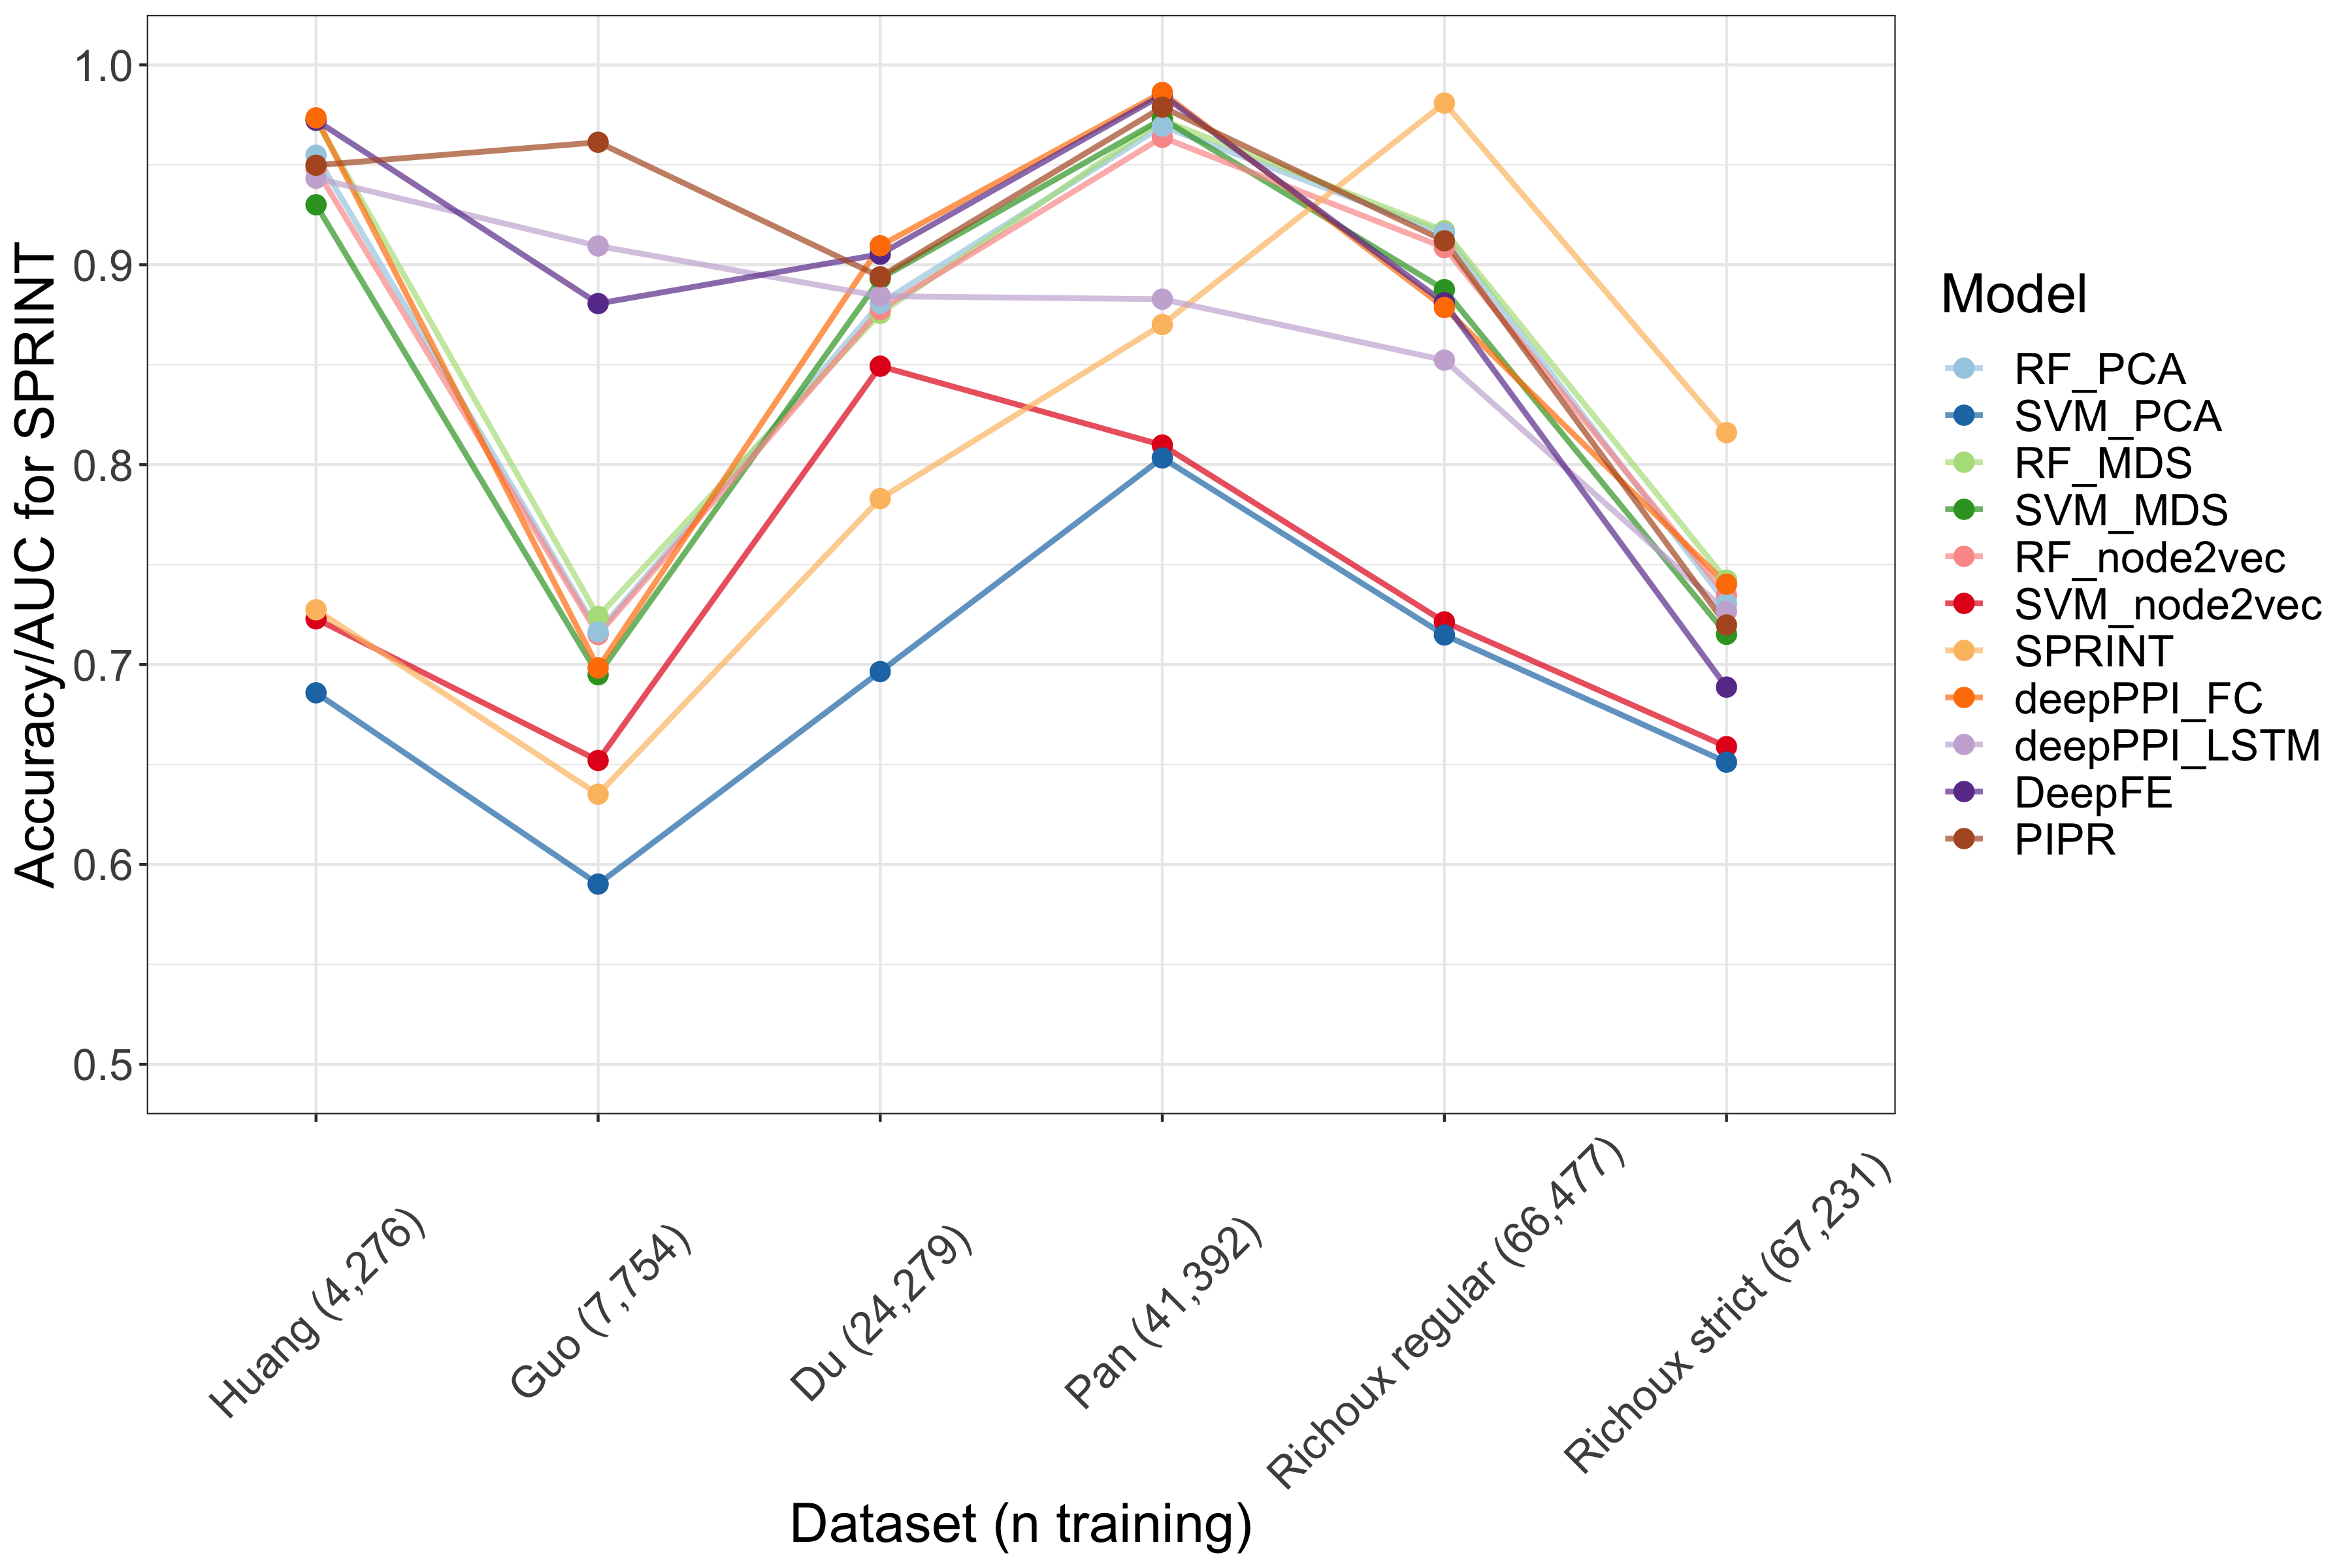 Accuracy/AUC for SPRINT
1.0
0.9
0.8
0.7
0.6
0.5
Huang (4,276)
Guo (7,754)
Du (24,279)
Pan (41,392)
Richoux regular (66,477)
Richoux strict (67,231)
Dataset (n training)
Model
RF_PCA
SVM_PCA
RF_MDS
SVM_MDS
RF_node2vec
SVM_node2vec
SPRINT
deepPPI_FC
deepPPI_LSTM
DeepFE
PIPR